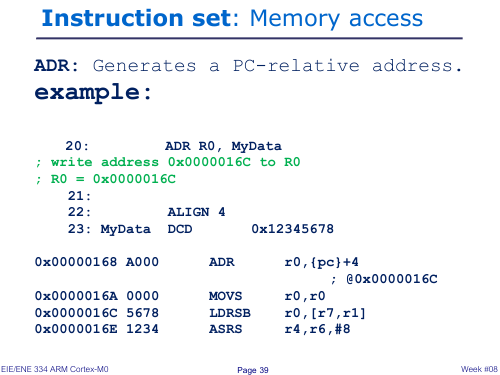 Instruction set: Memory access
ADR: Generates a PC-relative address.
example:
20: ADR R0, MyData
; write address 0x0000016C to R0
; R0 = 0x0000016C
21:
22: ALIGN 4
23: MyData DCD 0x12345678
0x00000168 A000 ADR r0,{pc}+4
; @0x0000016C
0x0000016A 0000 MOVS r0,r0
0x0000016C 5678 LDRSB r0,[r7,r1]
0x0000016E 1234 ASRS r4,r6,#8
EIE/ENE 334 ARM Cortex-M0 Page 39 Week #08